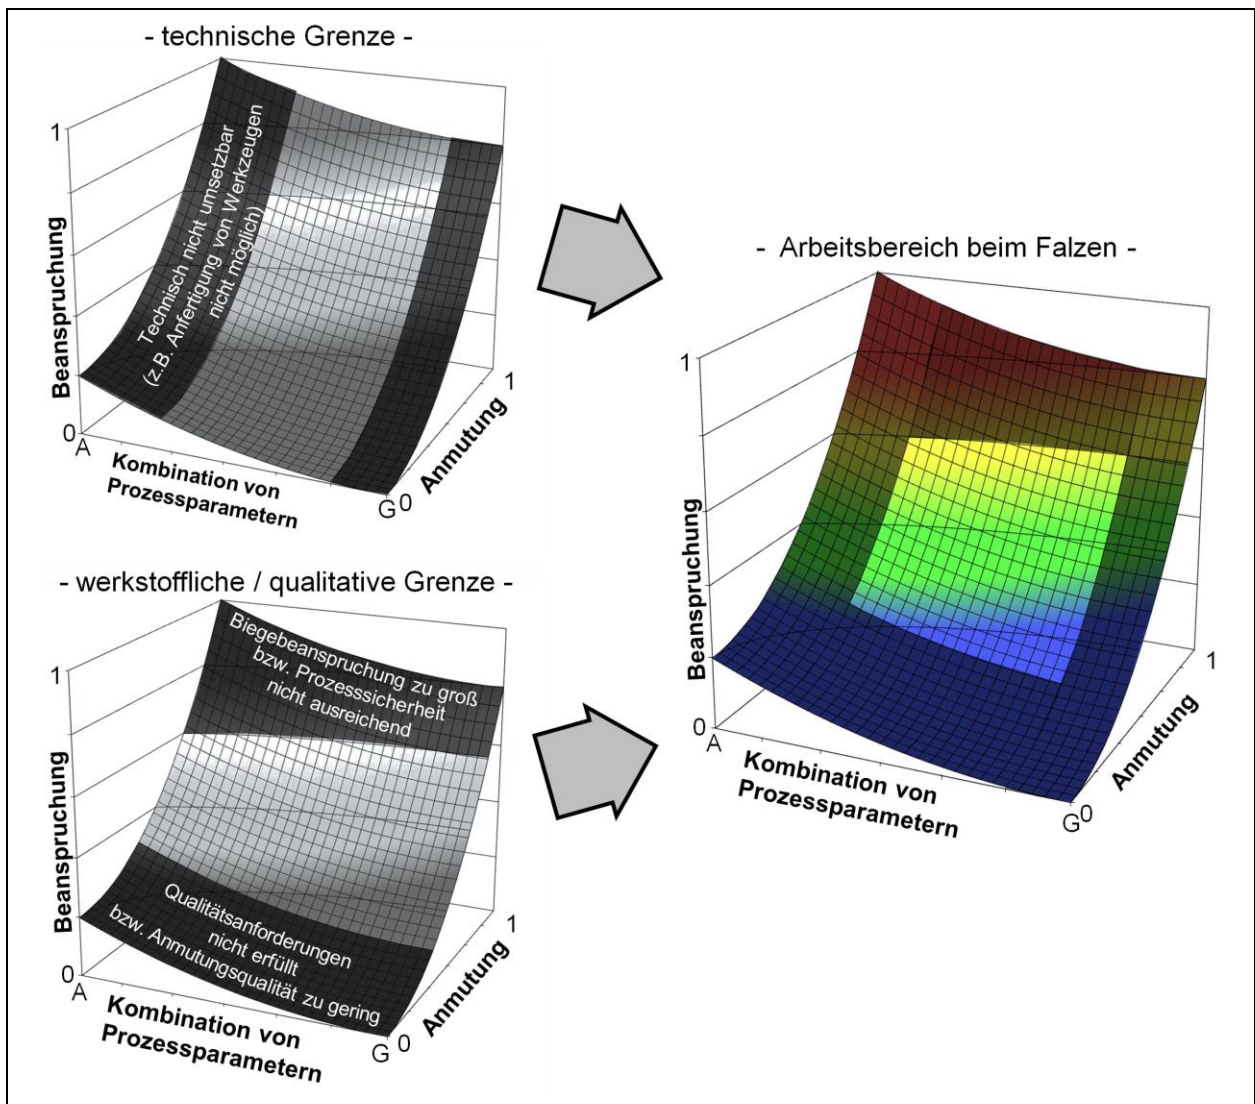 - technische Grenze -
1
Technisch nicht umsetzbar
(z.B. Anfertigung von Werkzeugen
nicht möglich)
Beanspruchung
0
A
Kombination von
Prozessparametern
G
0
Anmutung
1
- werkstoffliche / qualitative Grenze -
1
Biegebeanspruchung zu groß
bzw. Prozesssicherheit
nicht ausreichend
Beanspruchung
Qualitätsanforderungen
nicht erfüllt
bzw. Anmutungsqualität zu gering
0
A
Kombination von
Prozessparametern
G
0
Anmutung
1
- Arbeitsbereich beim Falzen -
1
Beanspruchung
0
A
Kombination von
Prozessparametern
G
0
Anmutung
1